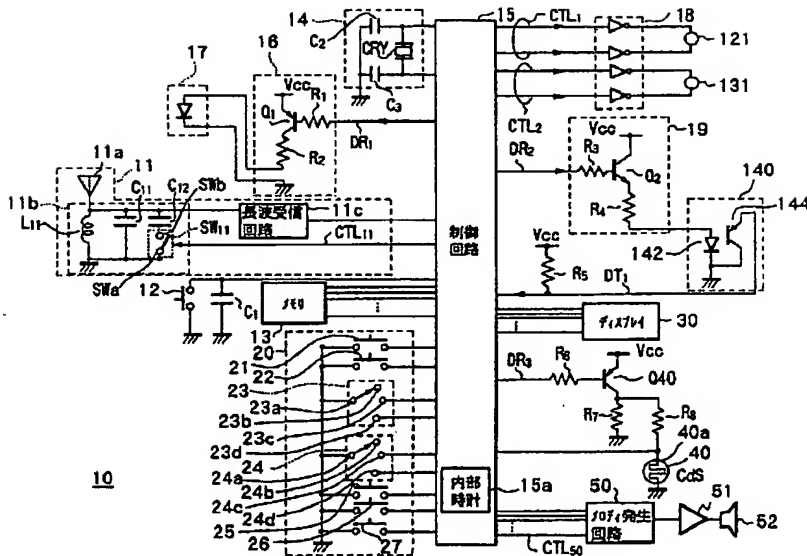 14
15
CTL1
18
C2
CRY
121
16
17
VCC
R1
C3
131
Q1
DR1
CTL2
R2
VCC
19
DR2
R3
Q2
11a
11
140
11b
C11
C12
SWb
R4
144
L11
SW11
長波受信
回路
11c
制御
回路
142
CTL11
VCC
SWa
R5
DT1
12
C1
メモリ
13
ディスプレイ
30
20
21
22
VCC
23
DR3
R6
Q40
23a
23b
23c
R7
R8
23d
24
40a
40
24a
10
24b
内部
時計
CdS
24c
15a
50
51
24d
25
メロディ発生
回路
52
26
27
CTL50